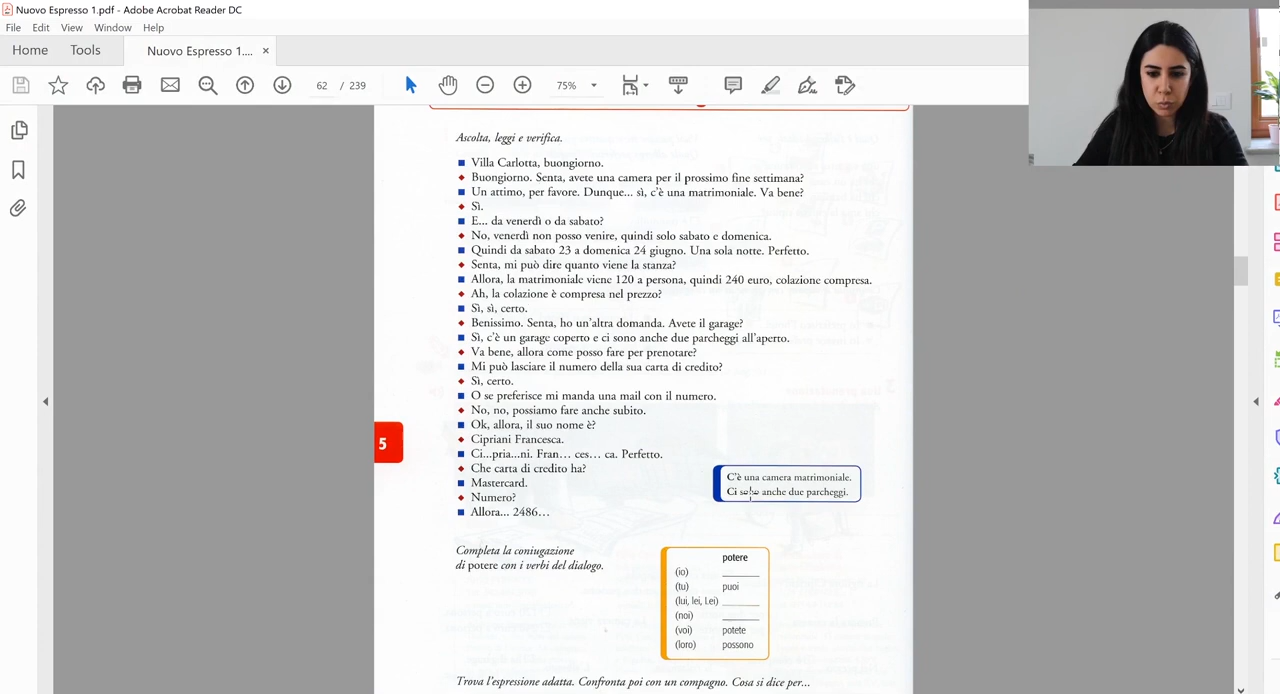 Nuovo Espresso 1.pdf - Adobe Acrobat Reader DC
File Edit View Window Help
Home Tools Nuovo Espresso 1.... ×
62 / 239 75%
Ascolta, leggi e verifica.
Villa Carlotta, buongiorno.
Buongiorno. Senta, avete una camera per il prossimo fine settimana?
Un attimo, per favore. Dunque... sì, c'è una matrimoniale. Va bene?
Sì.
E... da venerdì o da sabato?
No, venerdì non posso venire, quindi solo sabato e domenica.
Quindi da sabato 23 a domenica 24 giugno. Una sola notte. Perfetto.
Senta, mi può dire quanto viene la stanza?
Allora, la matrimoniale viene 120 a persona, quindi 240 euro, colazione compresa.
Ah, la colazione è compresa nel prezzo?
Sì, sì, certo.
Benissimo. Senta, ho un'altra domanda. Avete il garage?
Sì, c'è un garage coperto e ci sono anche due parcheggi all'aperto.
Va bene, allora come posso fare per prenotare?
Mi può lasciare il numero della sua carta di credito?
Sì, certo.
O se preferisce mi manda una mail con il numero.
No, no, possiamo fare anche subito.
Ok, allora, il suo nome è?
Cipriani Francesca.
Ci...pria...ni. Fran... ces... ca. Perfetto.
Che carta di credito ha?
Mastercard.
Numero?
Allora... 2486...
5
C'è una camera matrimoniale.
Ci sono anche due parcheggi.
Completa la coniugazione
di potere con i verbi del dialogo.
potere
(io) ______
(tu) puoi
(lui, lei, Lei) ______
(noi) ______
(voi) potete
(loro) possono
Trova l'espressione adatta. Confronta poi con un compagno. Cosa si dice per...